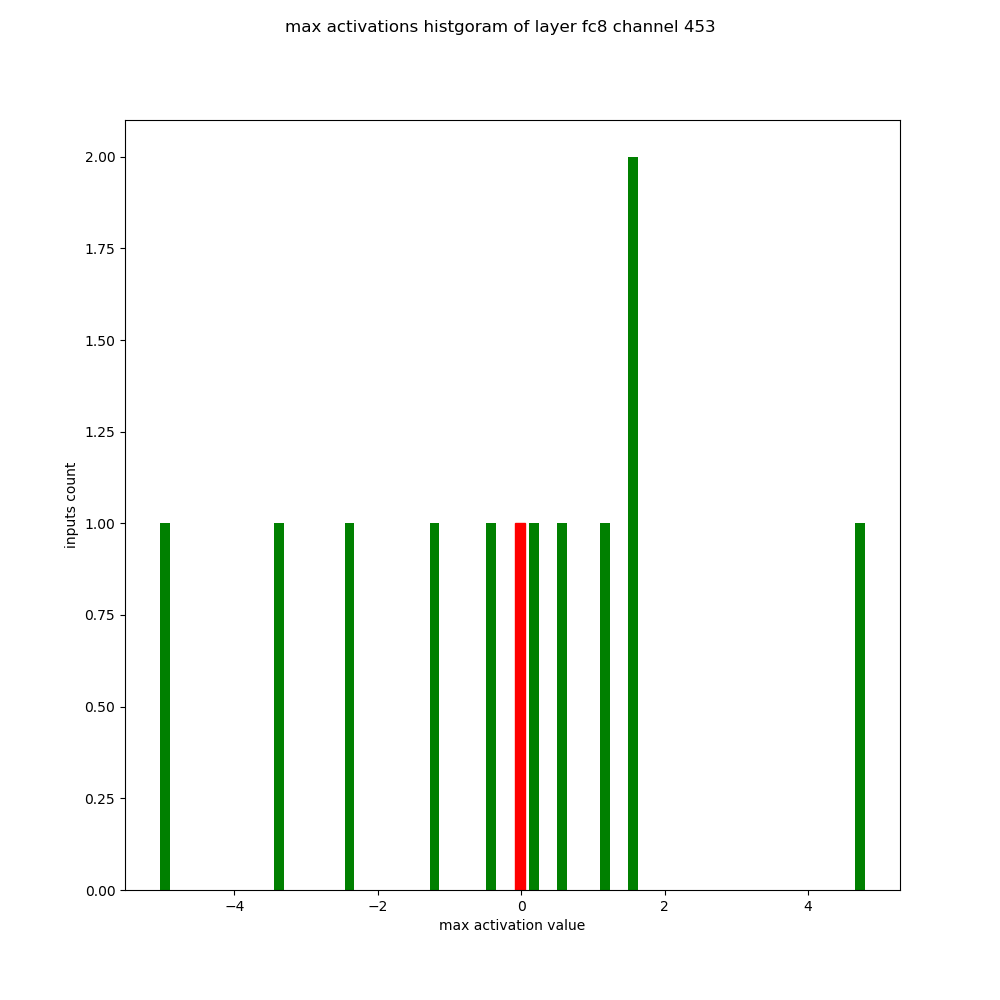 max activations histgoram of layer fc8 channel 453
2.00
1.75
1.50
1.25
1.00
0.75
0.50
0.25
0.00
inputs count
−4 −2 0 2 4
max activation value